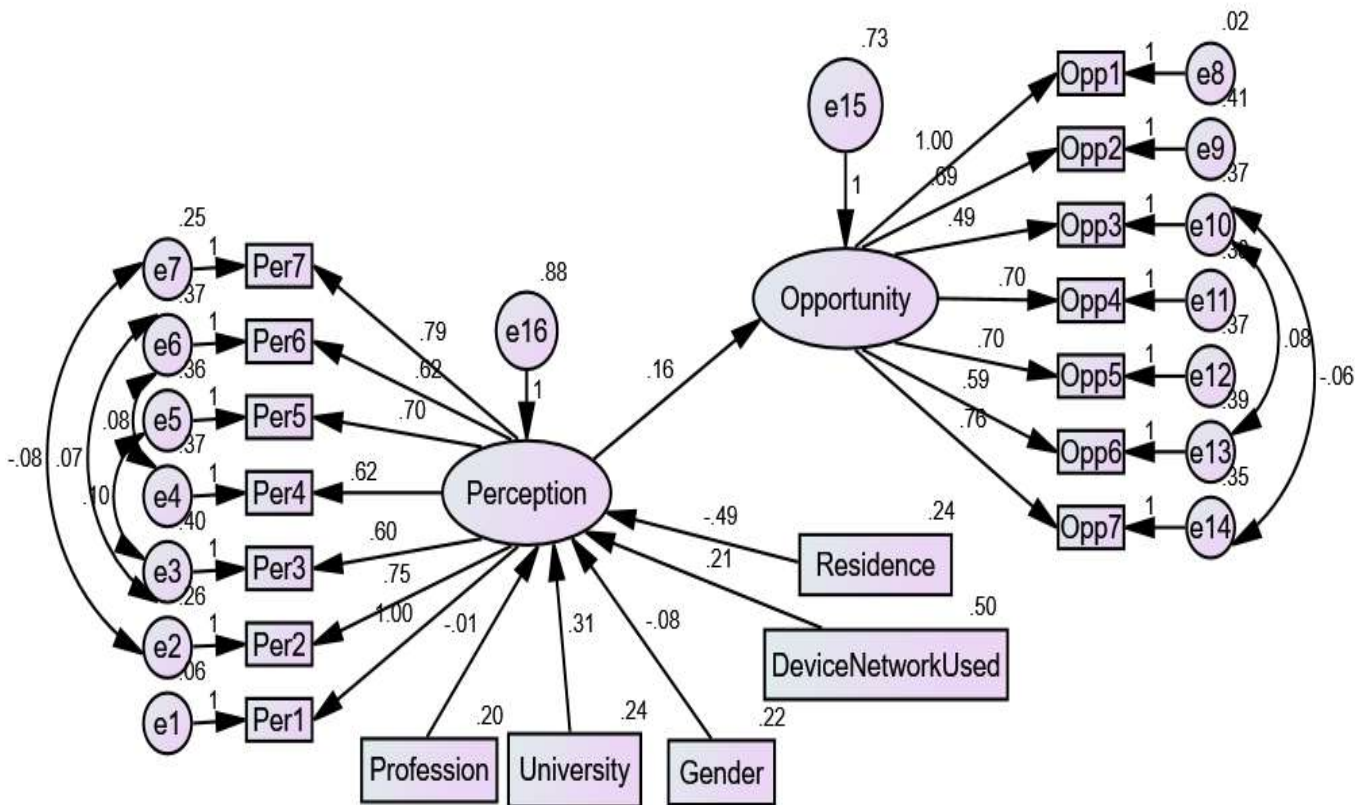 .02
.73
Opp1
1
e8
e15
.41
1.00
Opp2
1
e9
.69
.37
1
.49
Opp3
1
e10
.25
e7
1
Per7
.37
.88
Opportunity
.70
Opp4
1
e11
e16
.79
.37
e6
1
Per6
.62
.08
.36
.16
.70
Opp5
1
e12
-.06
1
.59
.39
e5
1
Per5
.70
.08
.76
.37
Opp6
1
e13
-.08
.07
Perception
.35
e4
1
Per4
.62
.10
.40
-.49
.24
Opp7
1
e14
e3
1
Per3
.60
.21
Residence
.26
.75
1.00
-.01
.31
-.08
.50
e2
1
Per2
DeviceNetworkUsed
.06
e1
1
Per1
.20
.24
.22
Profession
University
Gender